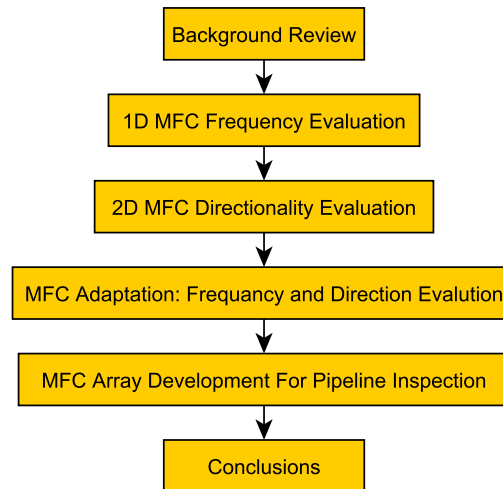 Background Review
1D MFC Frequency Evaluation
2D MFC Directionality Evaluation
MFC Adaptation: Frequancy and Direction Evalution
MFC Array Development For Pipeline Inspection
Conclusions